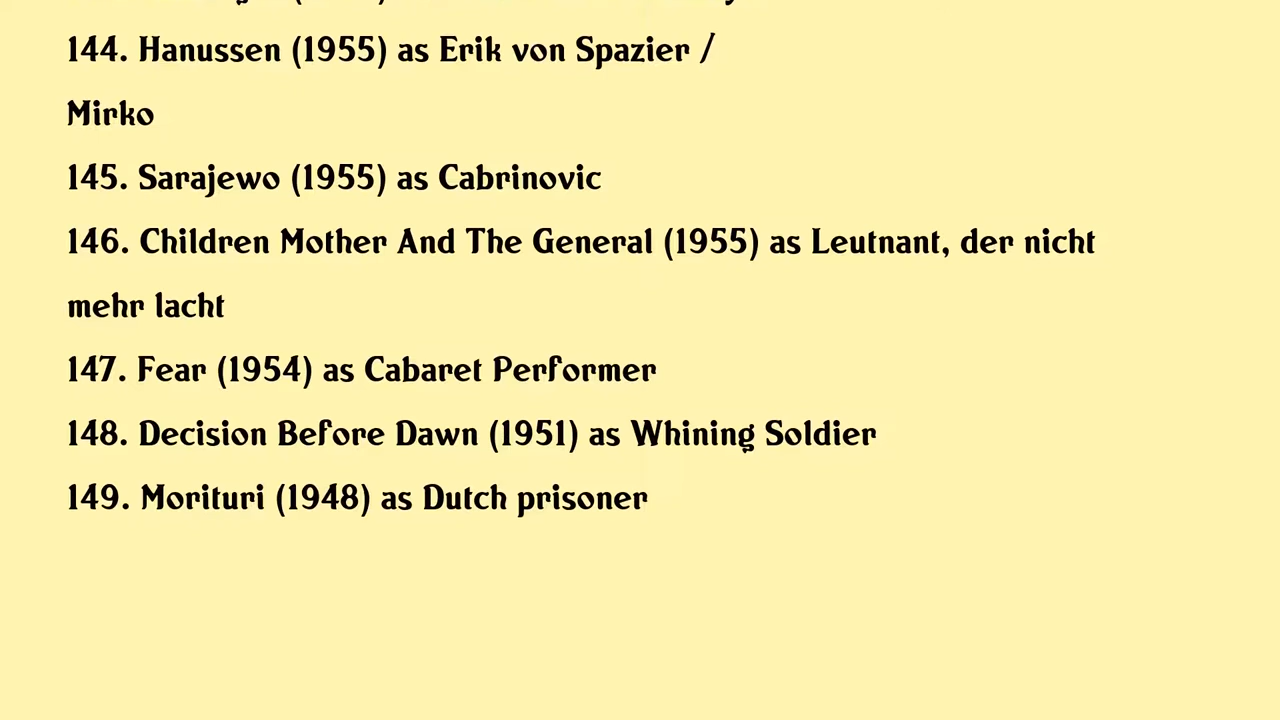 144. Hanussen (1955) as Erik von Spazier /
Mirko
145. Sarajewo (1955) as Cabrinovic
146. Children Mother And The General (1955) as Leutnant, der nicht
mehr lacht
147. Fear (1954) as Cabaret Performer
148. Decision Before Dawn (1951) as Whining Soldier
149. Morituri (1948) as Dutch prisoner